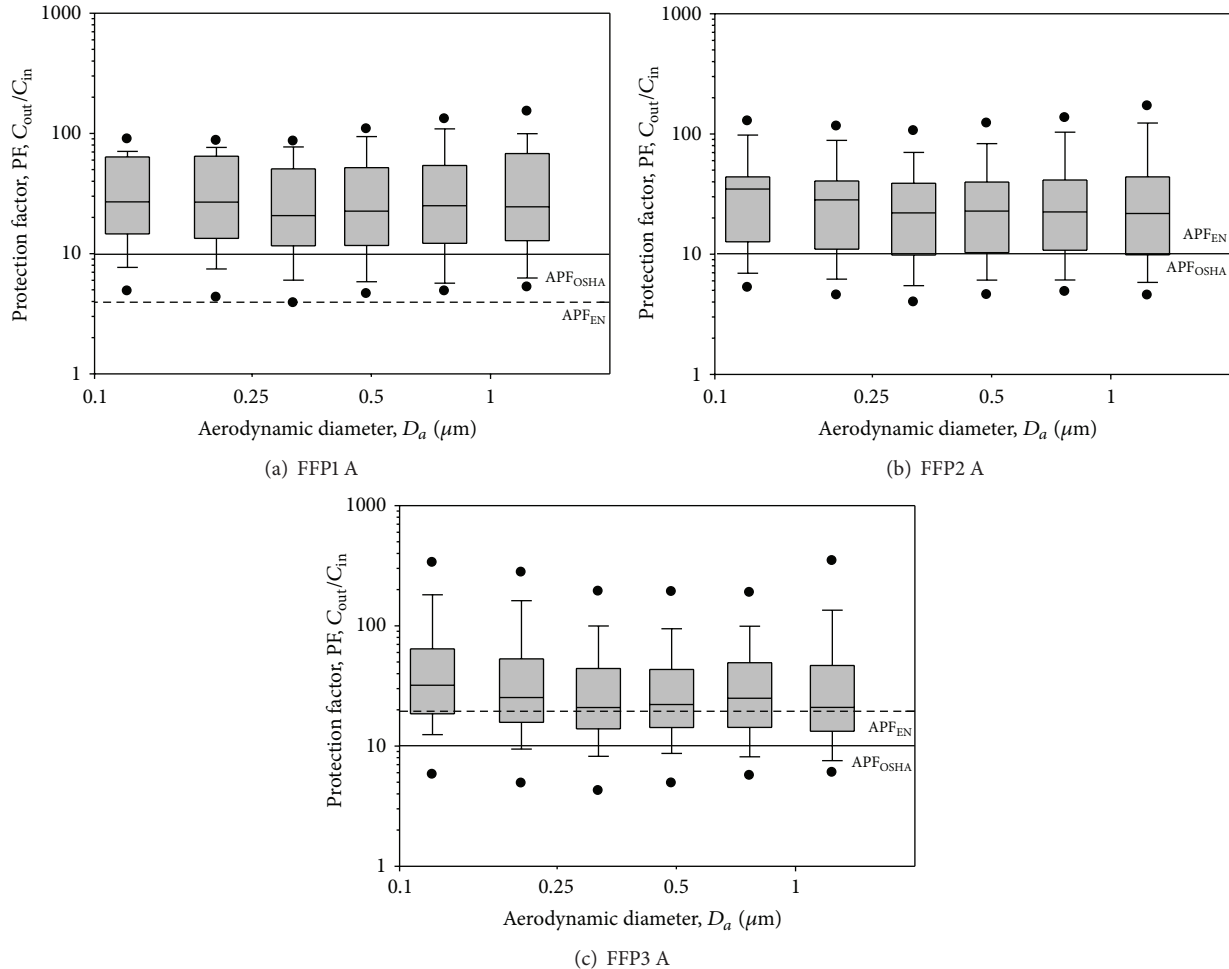 1000
100
10
1
Protection factor, PF, C_out/C_in
APF_OSHA
APF_EN
0.1 0.25 0.5 1
Aerodynamic diameter, D_a (μm)
(a) FFP1 A
1000
100
10
1
Protection factor, PF, C_out/C_in
APF_EN
APF_OSHA
0.1 0.25 0.5 1
Aerodynamic diameter, D_a (μm)
(b) FFP2 A
1000
100
10
1
Protection factor, PF, C_out/C_in
APF_EN
APF_OSHA
0.1 0.25 0.5 1
Aerodynamic diameter, D_a (μm)
(c) FFP3 A